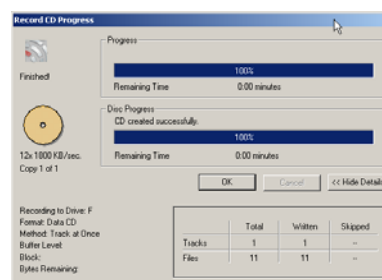 Record CD Progress
Progress
Finished!
100%
Remaining Time 0:00 minutes
Disc Progress
CD created successfully.
100%
12x 1800 KB/sec. Remaining Time 0:00 minutes
Copy 1 of 1
OK Cancel << Hide Details
Recording to Drive: F
Format: Data CD
Method: Track at Once
Buffer Level:
Block:
Bytes Remaining:
Total Written Skipped
Tracks 1 1 --
Files 11 11 --